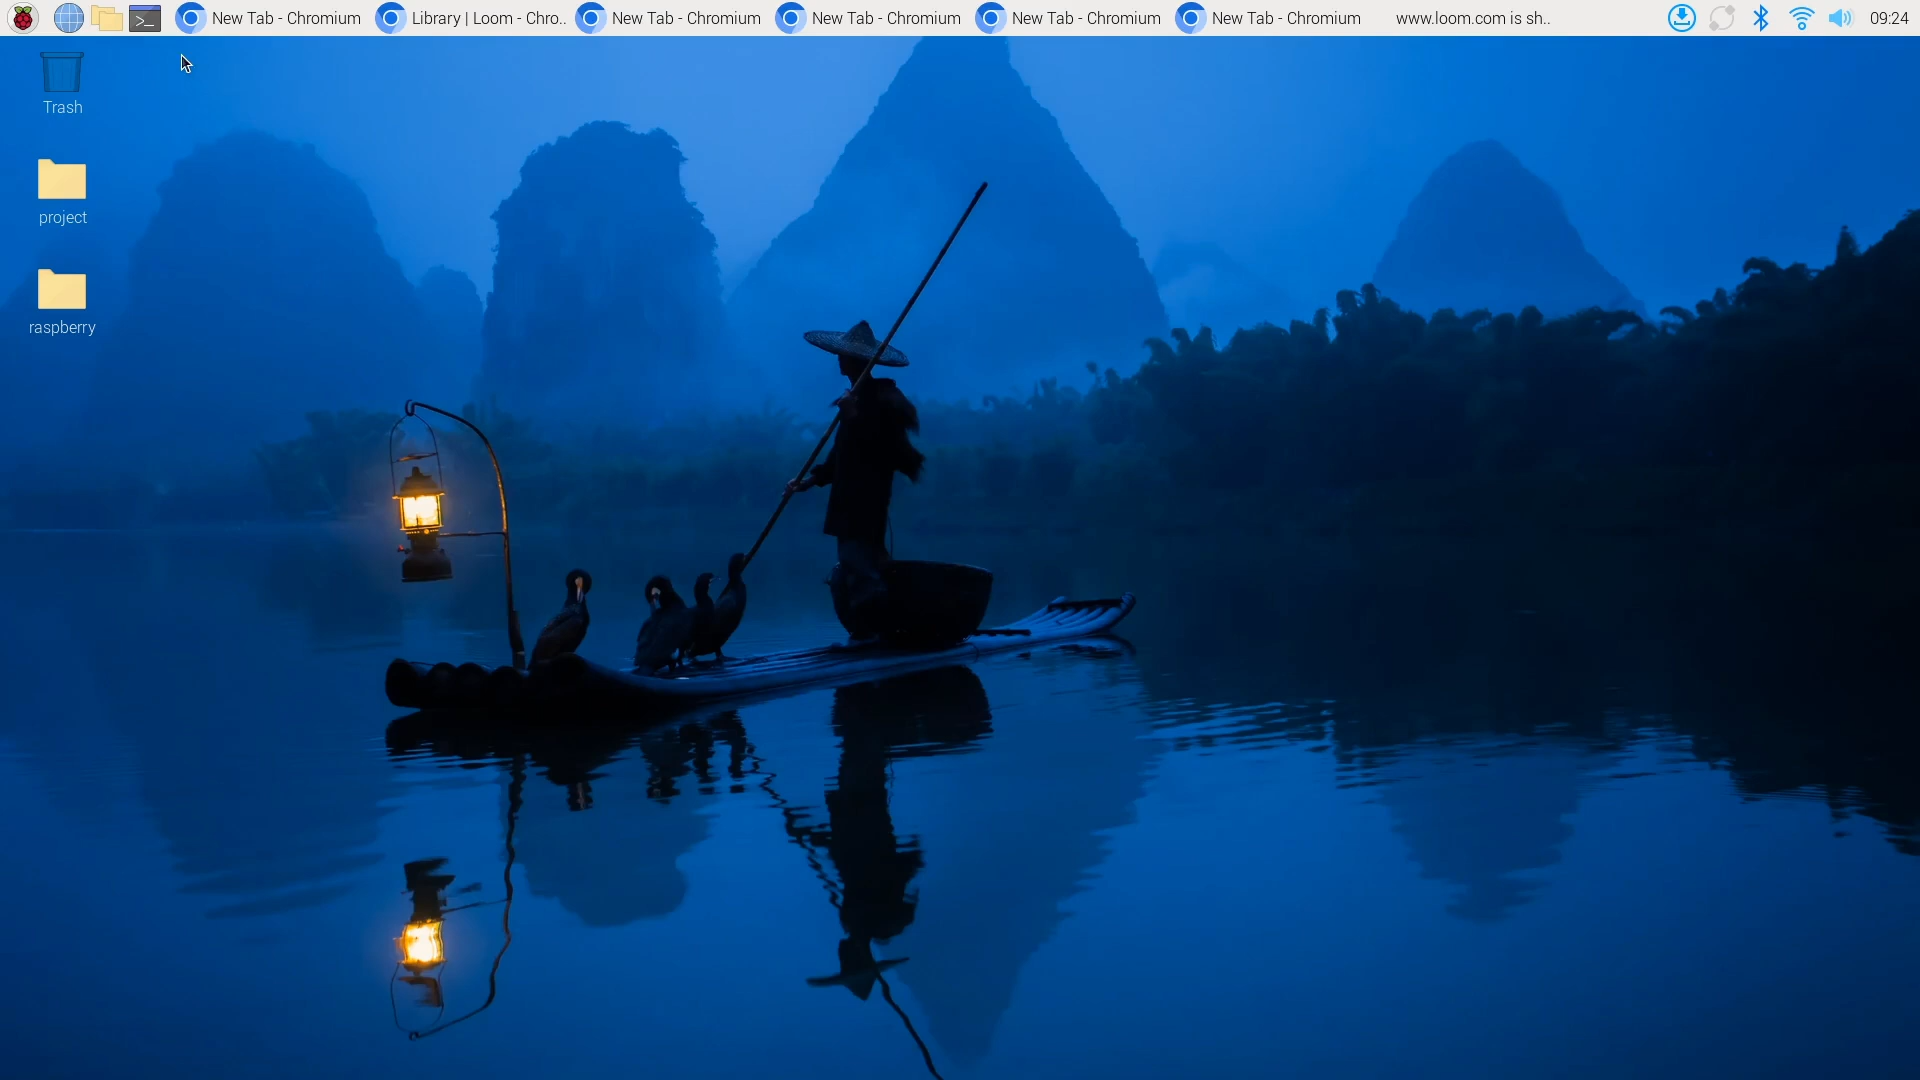 New Tab - Chromium
Library | Loom - Chro..
New Tab - Chromium
New Tab - Chromium
New Tab - Chromium
New Tab - Chromium
www.loom.com is sh..
09:24
Trash
project
raspberry